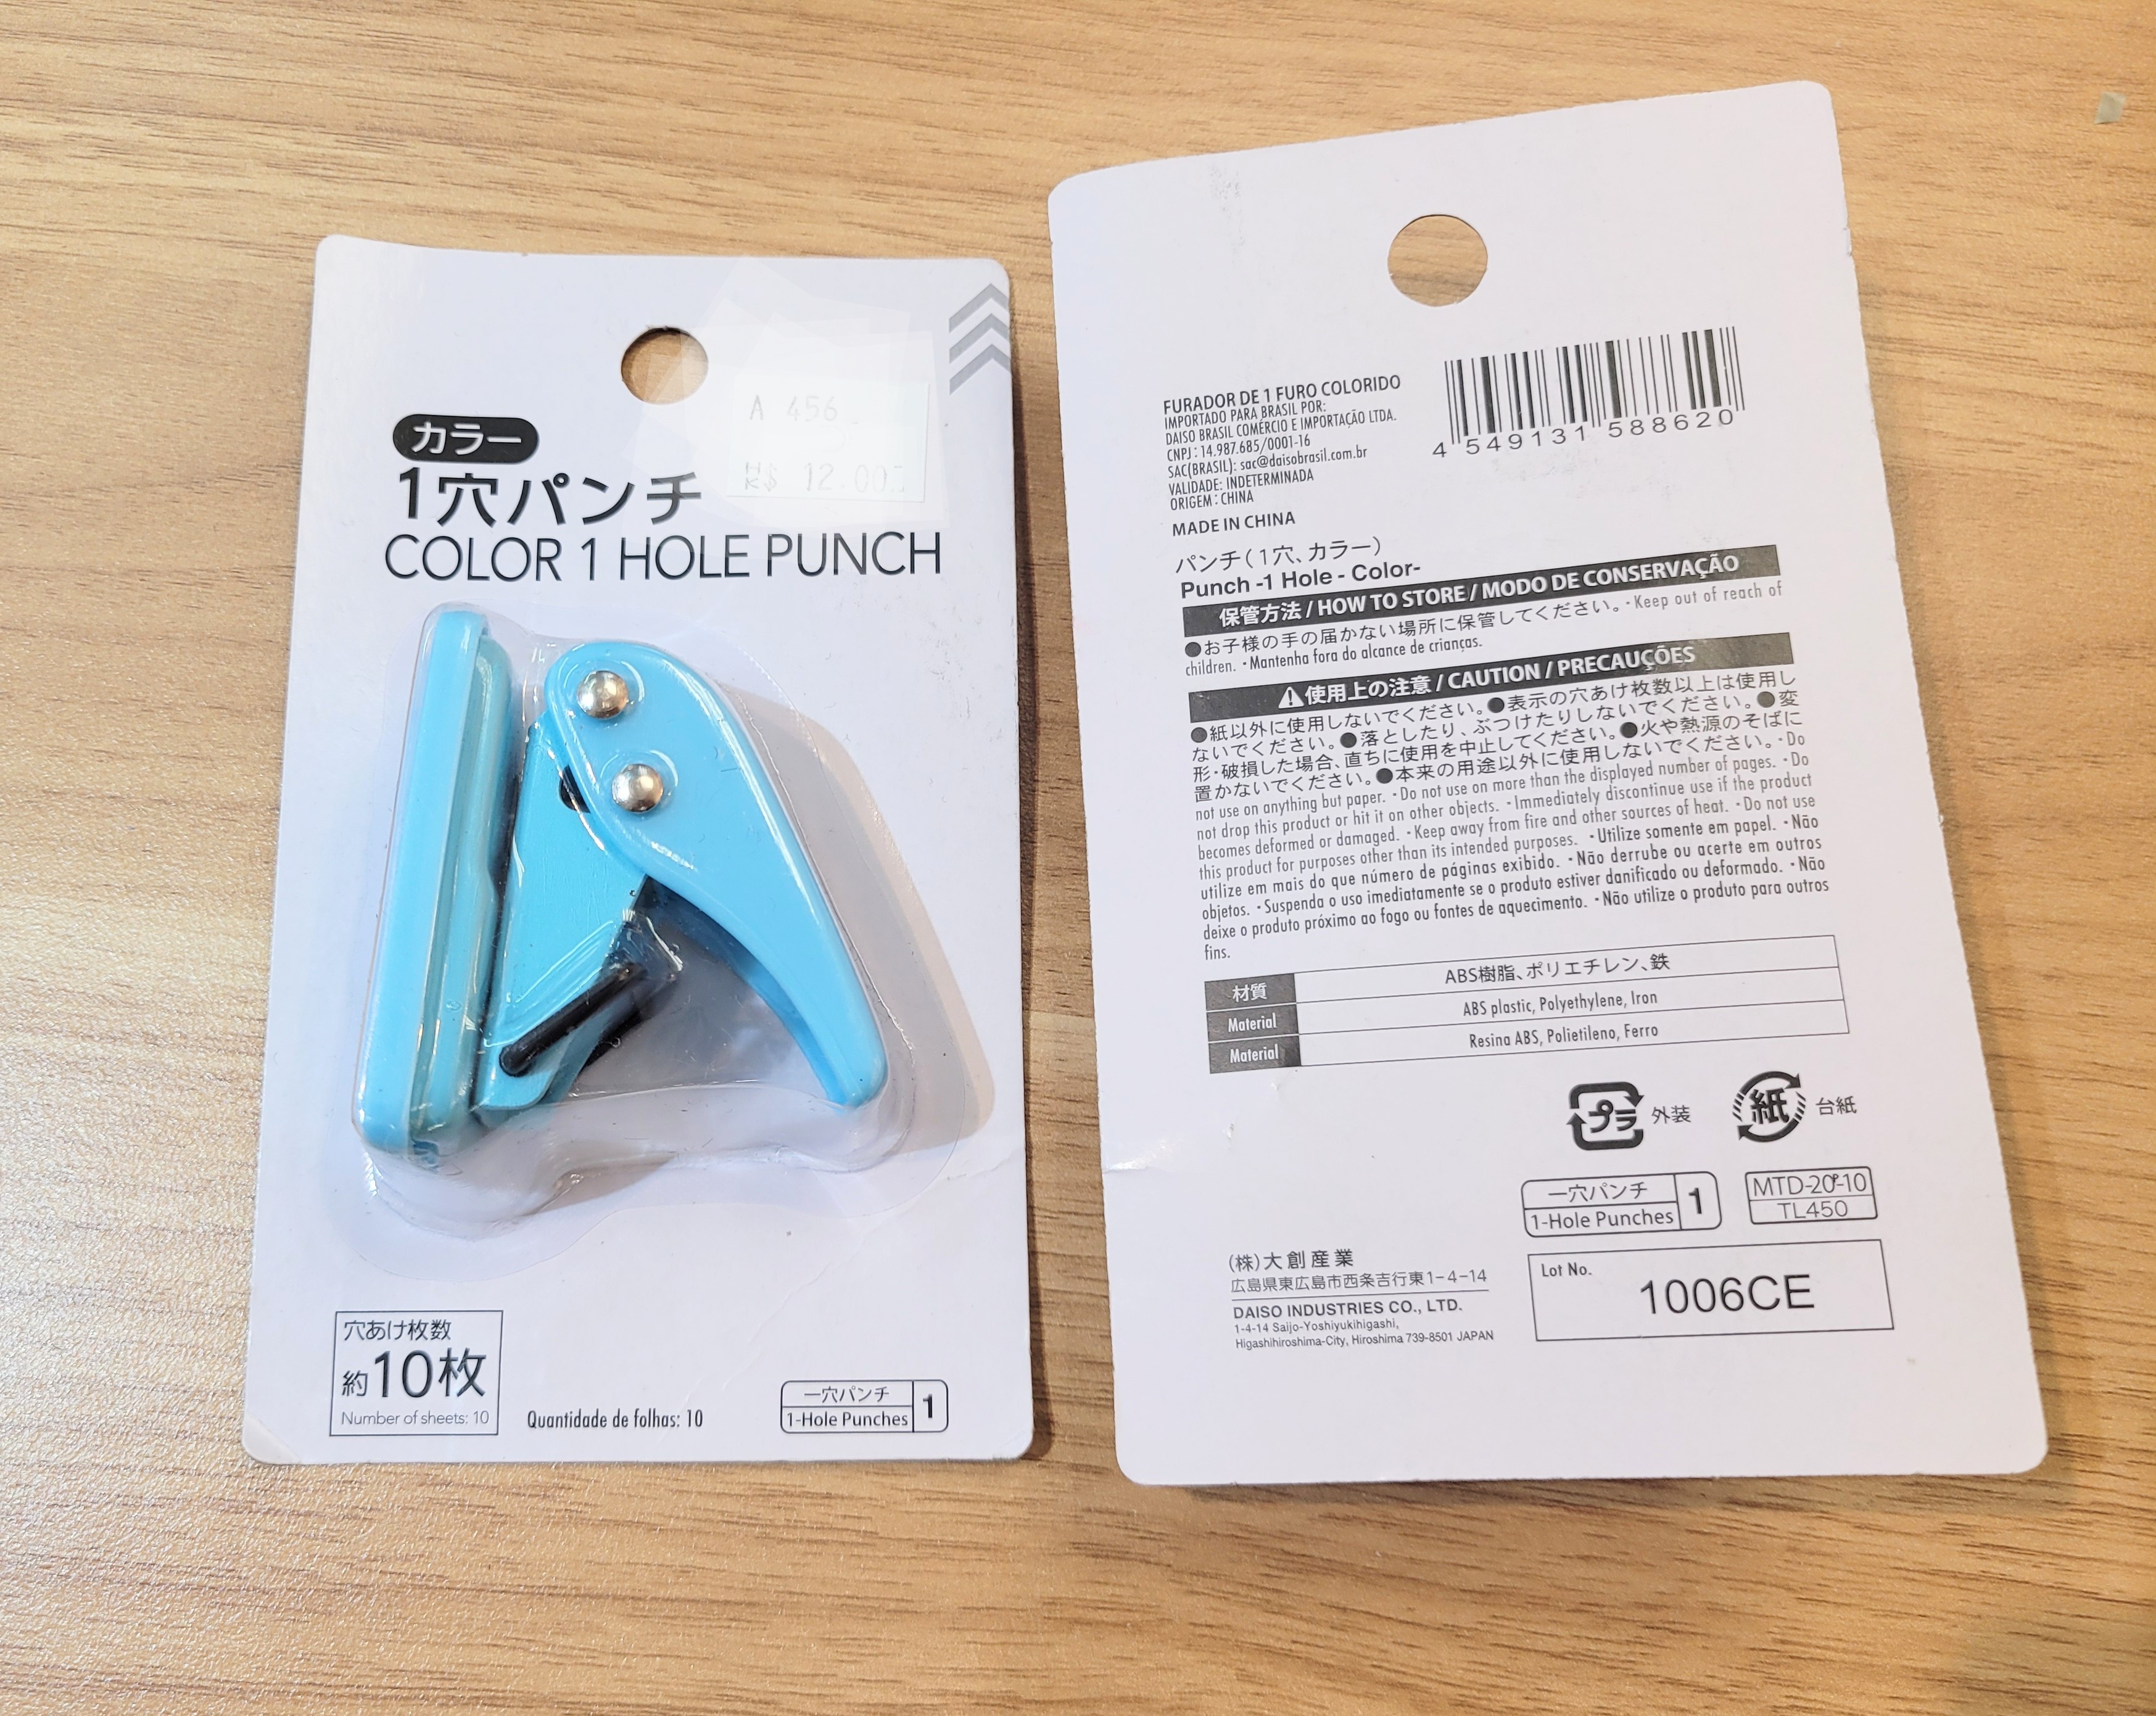 A 456
HK$ 12.00
カラー
1穴パンチ
COLOR 1 HOLE PUNCH
穴あけ枚数
約10枚
Number of sheets: 10
Quantidade de folhas: 10
一穴パンチ
1-Hole Punches
1
FURADOR DE 1 FURO COLORIDO
IMPORTADO PARA BRASIL POR:
DAISO BRASIL COMÉRCIO E IMPORTAÇÃO LTDA.
CNPJ: 14.987.685/0001-16
SAC(BRASIL): sac@daisobrasil.com.br
VALIDADE: INDETERMINADA
ORIGEM: CHINA
MADE IN CHINA
4 549131 588620
パンチ（1穴、カラー）
Punch -1 Hole - Color-
保管方法 / HOW TO STORE / MODO DE CONSERVAÇÃO
●お子様の手の届かない場所に保管してください。・Keep out of reach of
children. ・Mantenha fora do alcance de crianças.
⚠使用上の注意 / CAUTION / PRECAUÇÕES
●紙以外に使用しないでください。●表示の穴あけ枚数以上は使用し
ないでください。●落としたり、ぶつけたりしないでください。●変
形・破損した場合、直ちに使用を中止してください。●火や熱源のそばに
置かないでください。●本来の用途以外に使用しないでください。・Do
not use on anything but paper. ・Do not use on more than the displayed number of pages. ・Do
not drop this product or hit it on other objects. ・Immediately discontinue use if the product
becomes deformed or damaged. ・Keep away from fire and other sources of heat. ・Do not use
this product for purposes other than its intended purposes. ・Utilize somente em papel. ・Não
utilize em mais do que número de páginas exibido. ・Não derrube ou acerte em outros
objetos. ・Suspenda o uso imediatamente se o produto estiver danificado ou deformado. ・Não
deixe o produto próximo ao fogo ou fontes de aquecimento. ・Não utilize o produto para outros
fins.
材質 ABS樹脂、ポリエチレン、鉄
Material ABS plastic, Polyethylene, Iron
Material Resina ABS, Polietileno, Ferro
プラ 外装
紙 台紙
一穴パンチ
1-Hole Punches
1
MTD-20P-10
TL450
(株)大創産業
広島県東広島市西条吉行東1-4-14
DAISO INDUSTRIES CO., LTD.
1-4-14 Saijo-Yoshiyukihigashi,
Higashihiroshima-City, Hiroshima 739-8501 JAPAN
Lot No.
1006CE